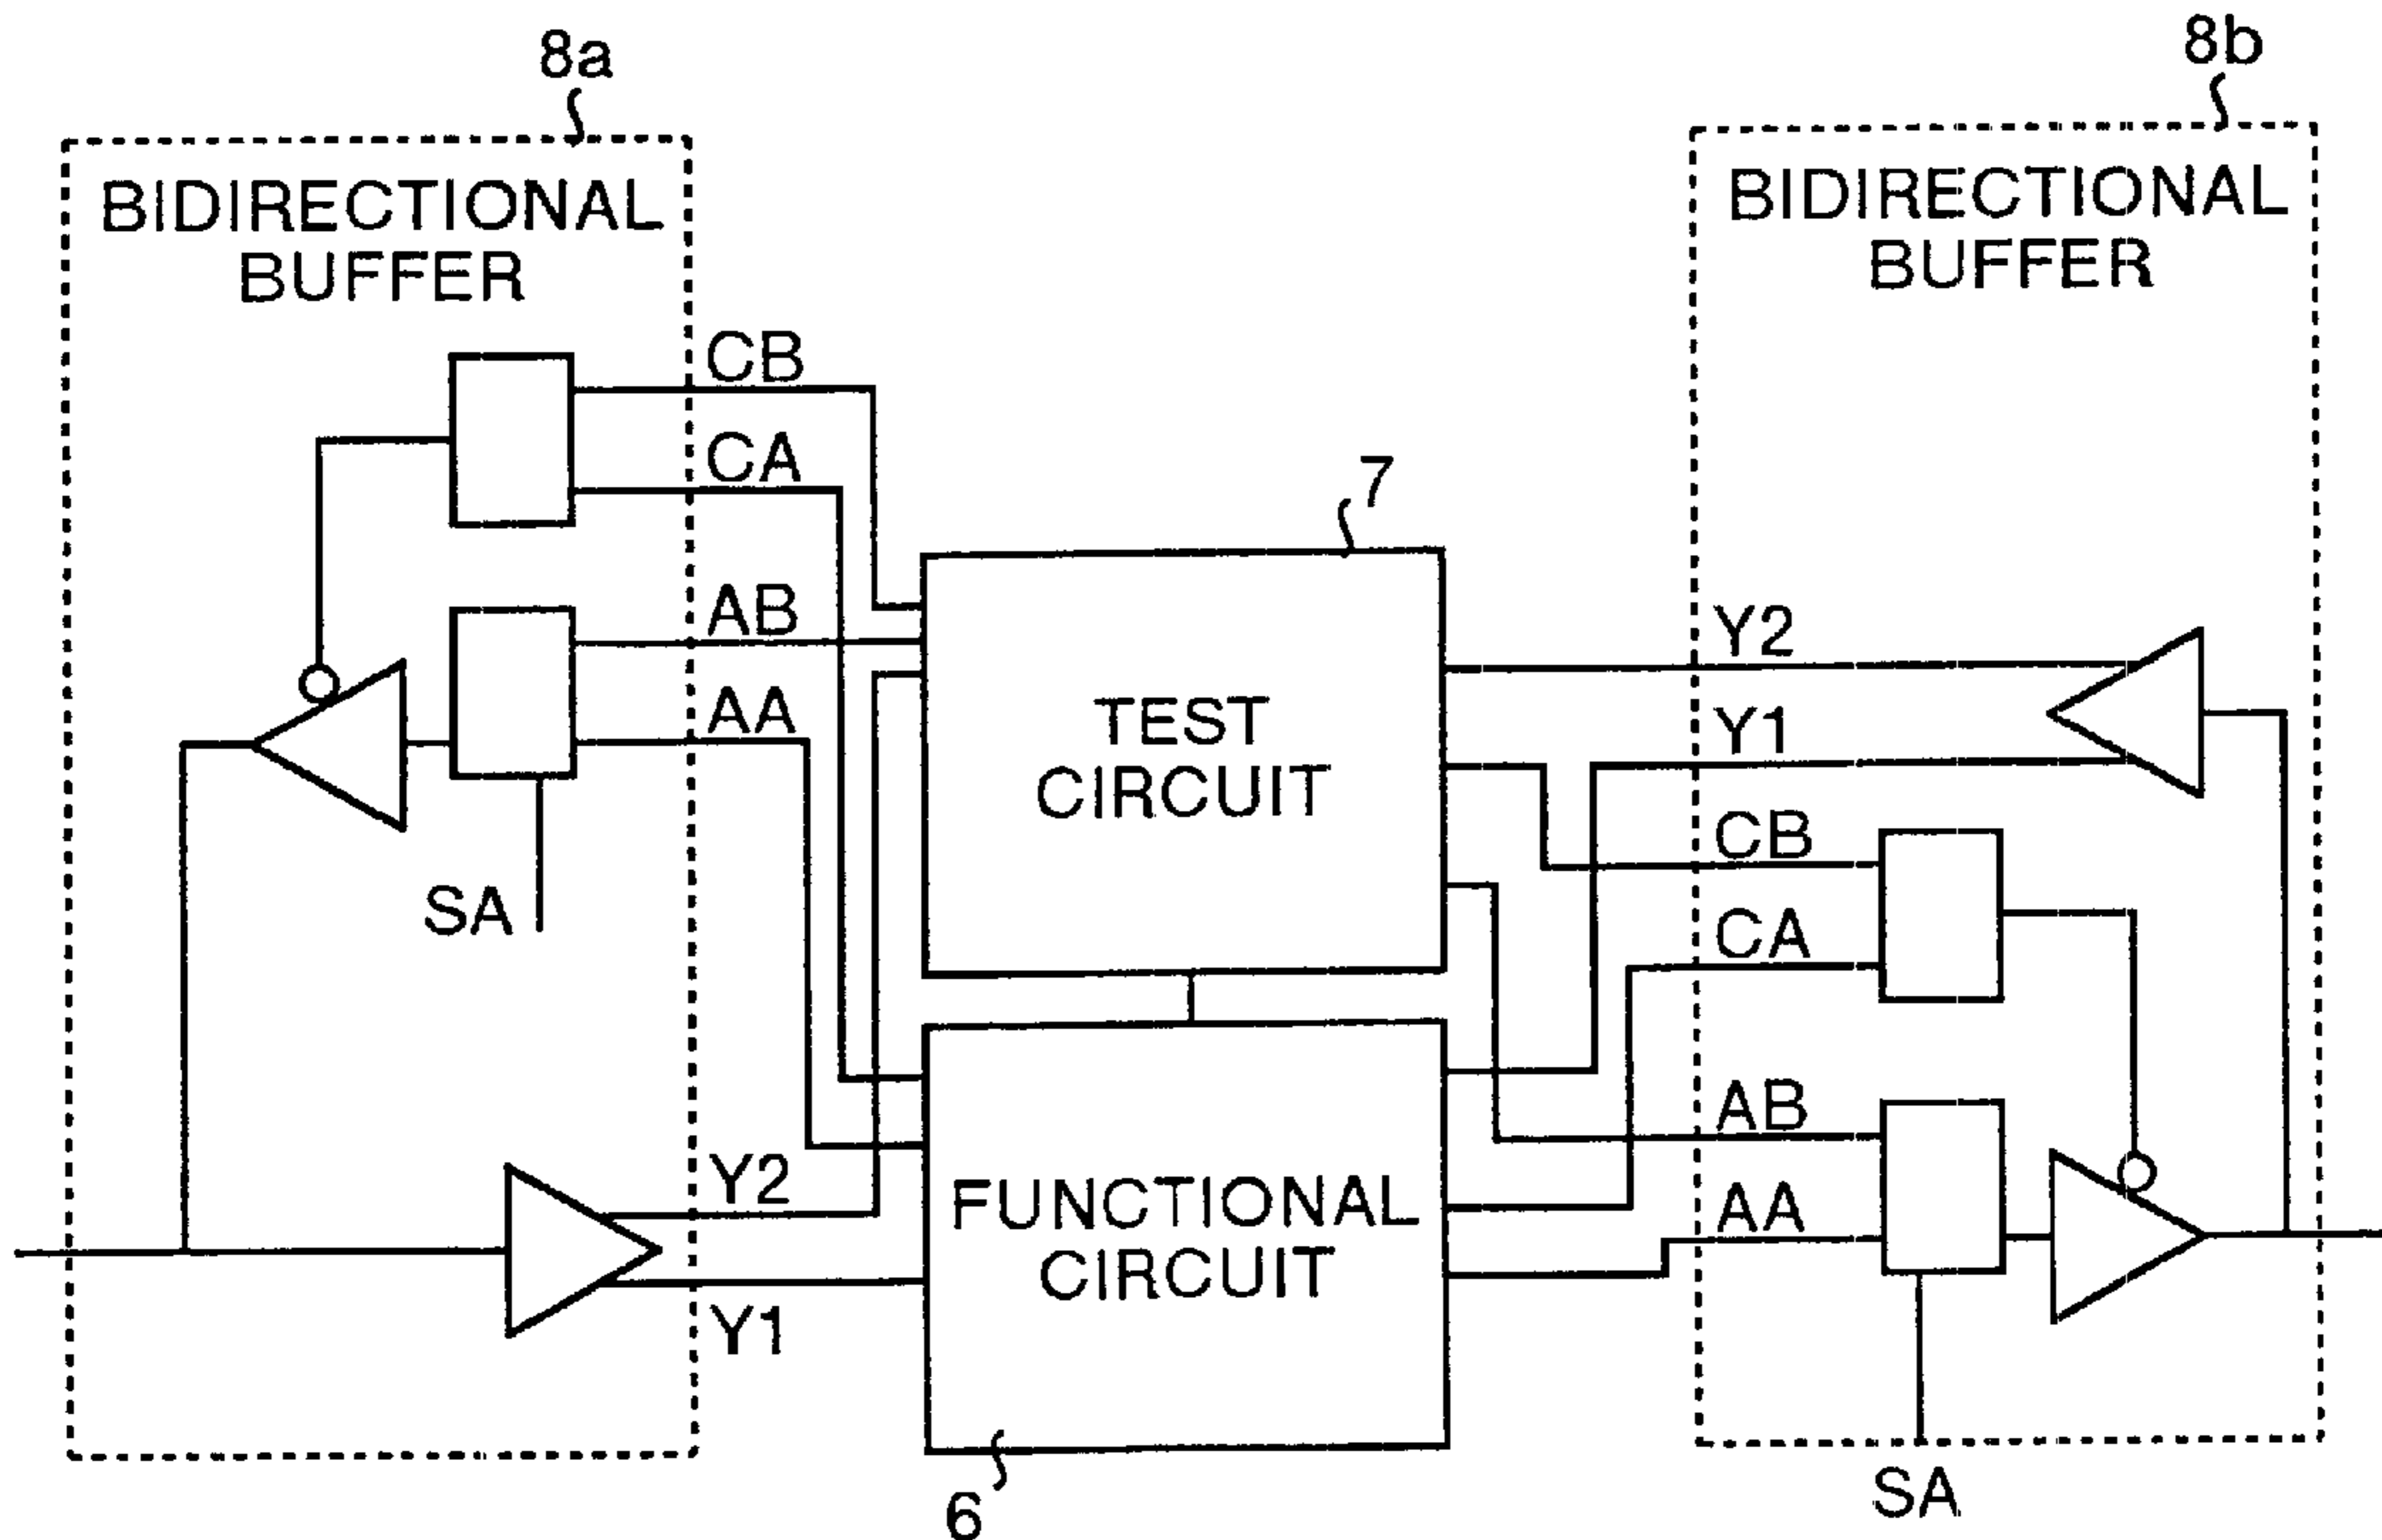 8a
8b
BIDIRECTIONAL
BUFFER
BIDIRECTIONAL
BUFFER
CB
CA
7
AB
AA
SA
TEST
CIRCUIT
Y2
Y1
CB
CA
AB
AA
Y2
Y1
FUNCTIONAL
CIRCUIT
6
SA